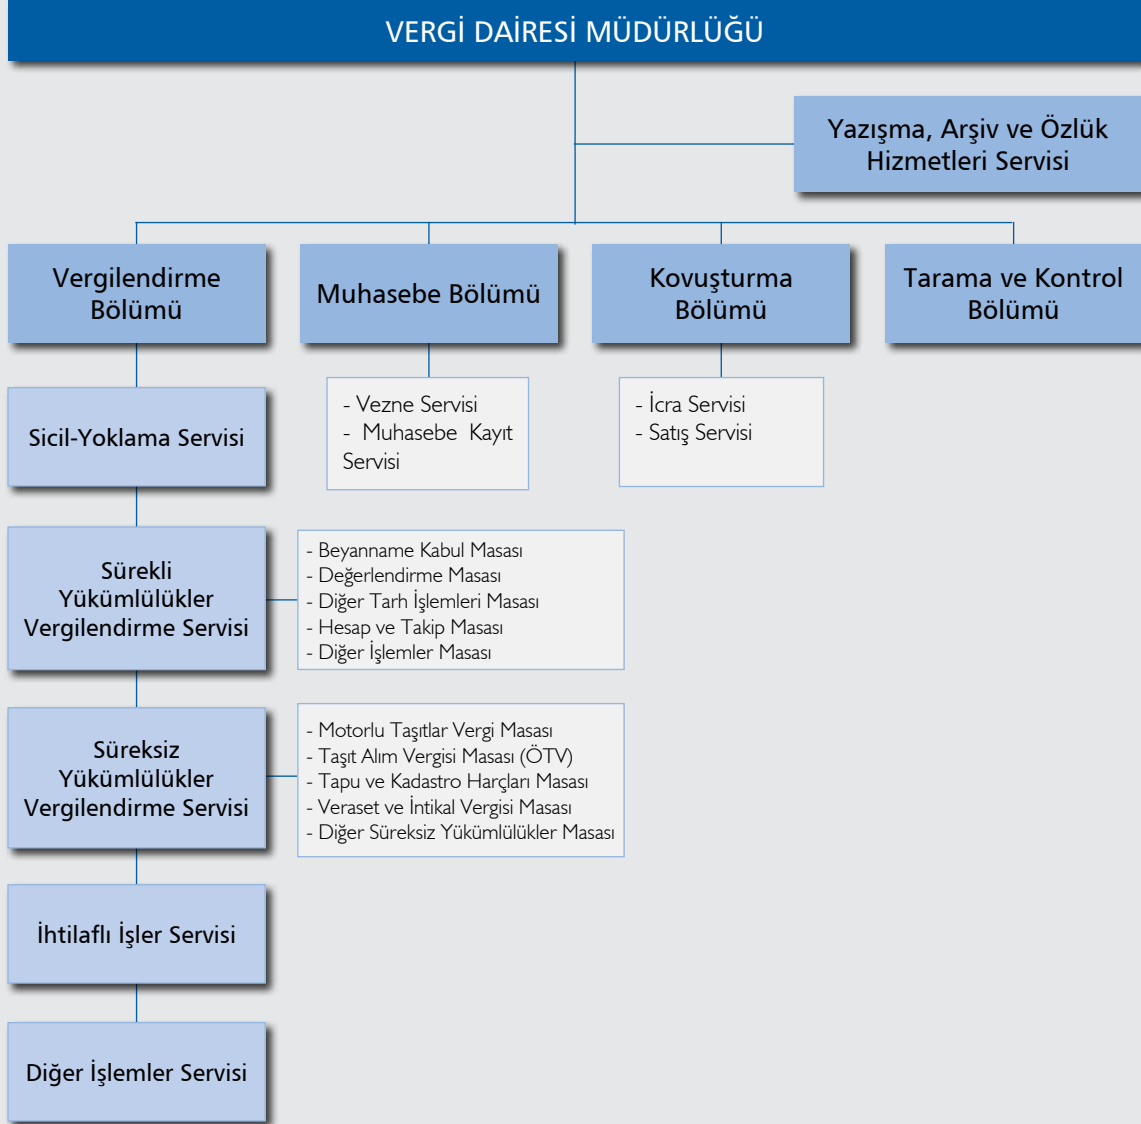 VERGİ DAİRESİ MÜDÜRLÜĞÜ
Yazışma, Arşiv ve Özlük
Hizmetleri Servisi
Vergilendirme
Bölümü
Muhasebe Bölümü
Kovuşturma
Bölümü
Tarama ve Kontrol
Bölümü
Sicil-Yoklama Servisi
- Vezne Servisi
- Muhasebe Kayıt
Servisi
- İcra Servisi
- Satış Servisi
Sürekli
Yükümlülükler
Vergilendirme Servisi
- Beyanname Kabul Masası
- Değerlendirme Masası
- Diğer Tarh İşlemleri Masası
- Hesap ve Takip Masası
- Diğer İşlemler Masası
Süreksiz
Yükümlülükler
Vergilendirme Servisi
- Motorlu Taşıtlar Vergi Masası
- Taşıt Alım Vergisi Masası (ÖTV)
- Tapu ve Kadastro Harçları Masası
- Veraset ve İntikal Vergisi Masası
- Diğer Süreksiz Yükümlülükler Masası
İhtilaflı İşler Servisi
Diğer İşlemler Servisi